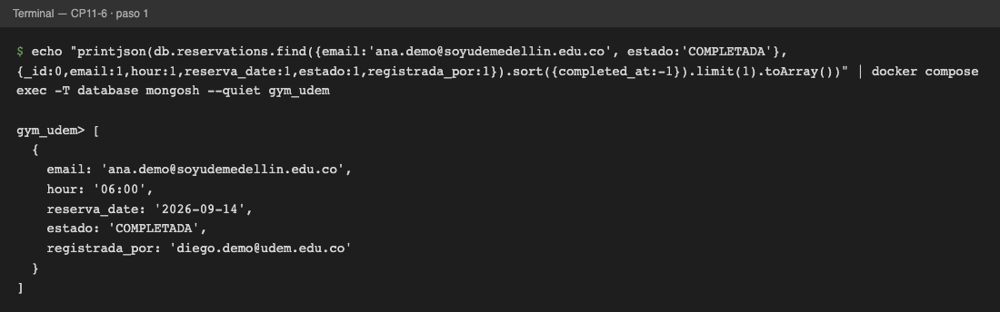 Terminal — CP11-6 · paso 1
$ echo "printjson(db.reservations.find({email:'ana.demo@soyudemedellin.edu.co', estado:'COMPLETADA'},
{_id:0,email:1,hour:1,reserva_date:1,estado:1,registrada_por:1}).sort({completed_at:-1}).limit(1).toArray())" | docker compose
exec -T database mongosh --quiet gym_udem
gym_udem> [
  {
    email: 'ana.demo@soyudemedellin.edu.co',
    hour: '06:00',
    reserva_date: '2026-09-14',
    estado: 'COMPLETADA',
    registrada_por: 'diego.demo@udem.edu.co'
  }
]